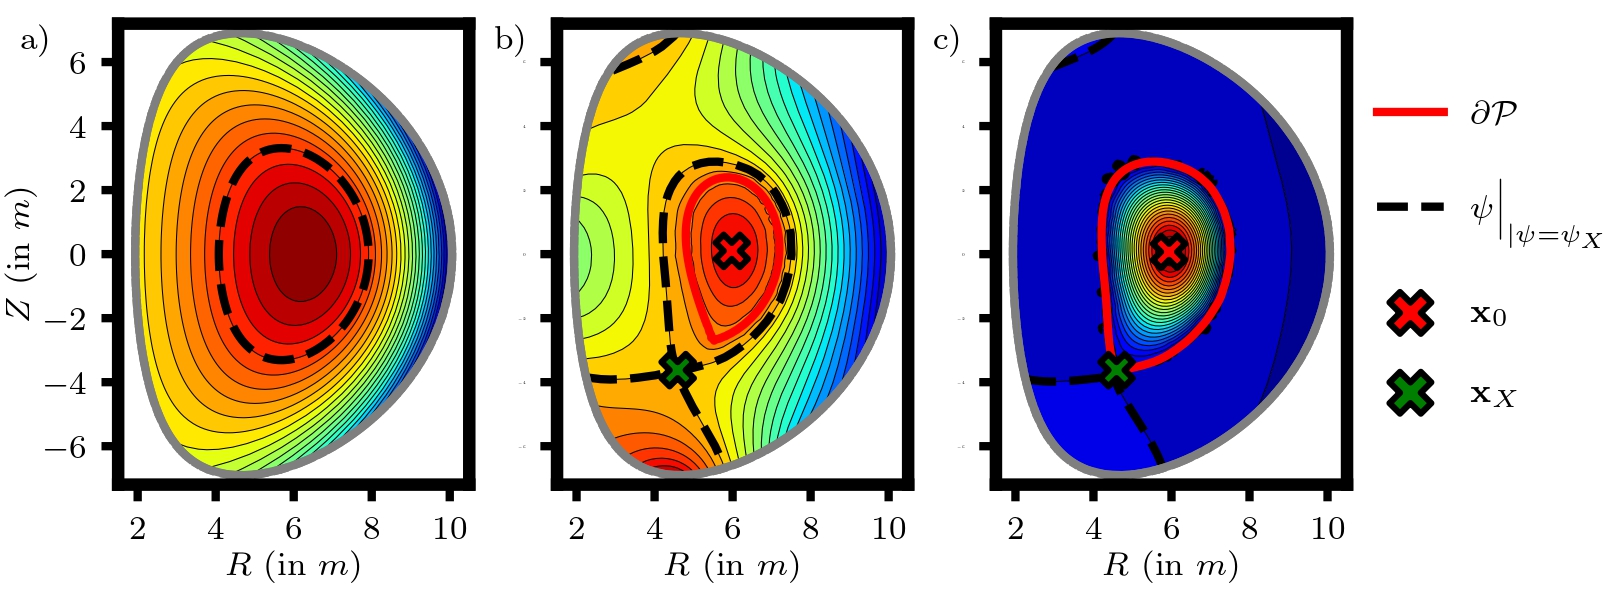 a)
6
4
2
0
−2
−4
−6
Z (in m)
2 4 6 8 10
R (in m)
b)
2 4 6 8 10
R (in m)
c)
2 4 6 8 10
R (in m)
∂𝒫
ψ||ψ=ψ_X
x₀
x_X